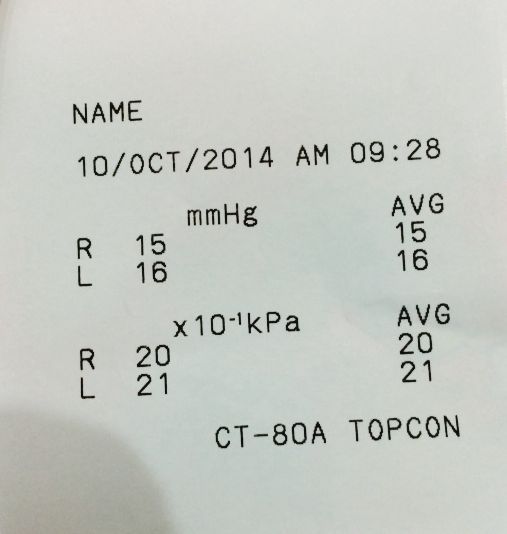 NAME
10/OCT/2014 AM 09:28
mmHg AVG
R 15 15
L 16 16
x10⁻¹kPa AVG
R 20 20
L 21 21
CT-80A TOPCON